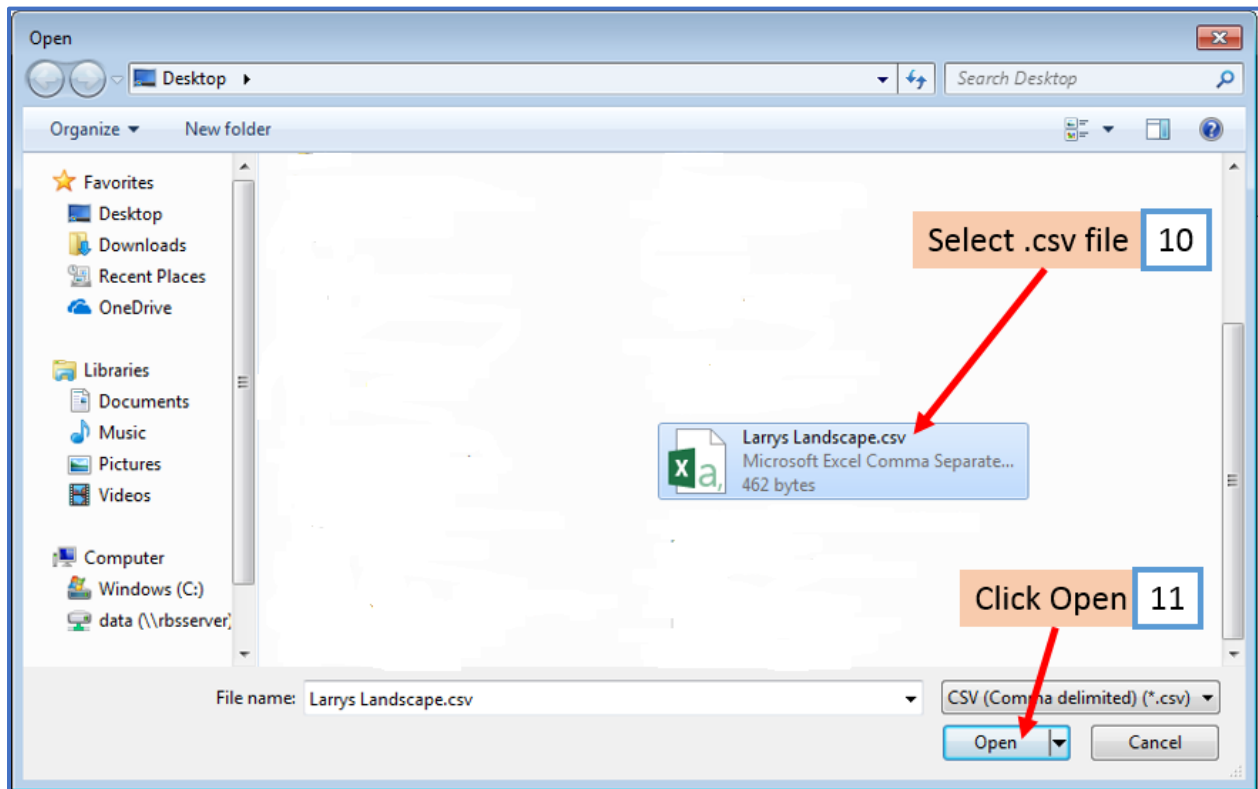 Open
Desktop
Search Desktop
Organize
New folder
Favorites
Desktop
Downloads
Recent Places
OneDrive
Libraries
Documents
Music
Pictures
Videos
Computer
Windows (C:)
data (\\rbsserver)
Select .csv file 10
Larrys Landscape.csv
Microsoft Excel Comma Separate...
462 bytes
Click Open 11
File name: Larrys Landscape.csv
CSV (Comma delimited) (*.csv)
Open
Cancel